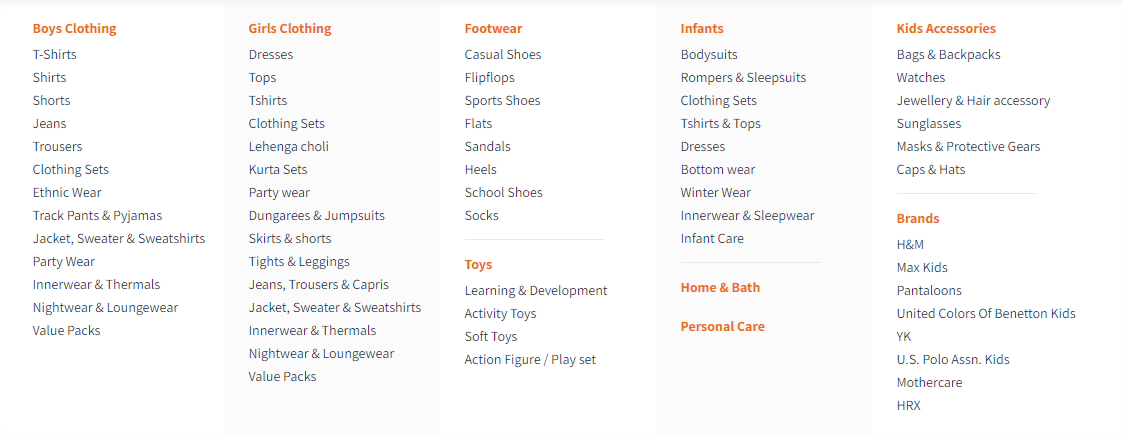 Boys Clothing
T-Shirts
Shirts
Shorts
Jeans
Trousers
Clothing Sets
Ethnic Wear
Track Pants & Pyjamas
Jacket, Sweater & Sweatshirts
Party Wear
Innerwear & Thermals
Nightwear & Loungewear
Value Packs
Girls Clothing
Dresses
Tops
Tshirts
Clothing Sets
Lehenga choli
Kurta Sets
Party wear
Dungarees & Jumpsuits
Skirts & shorts
Tights & Leggings
Jeans, Trousers & Capris
Jacket, Sweater & Sweatshirts
Innerwear & Thermals
Nightwear & Loungewear
Value Packs
Footwear
Casual Shoes
Flipflops
Sports Shoes
Flats
Sandals
Heels
School Shoes
Socks
Toys
Learning & Development
Activity Toys
Soft Toys
Action Figure / Play set
Infants
Bodysuits
Rompers & Sleepsuits
Clothing Sets
Tshirts & Tops
Dresses
Bottom wear
Winter Wear
Innerwear & Sleepwear
Infant Care
Home & Bath
Personal Care
Kids Accessories
Bags & Backpacks
Watches
Jewellery & Hair accessory
Sunglasses
Masks & Protective Gears
Caps & Hats
Brands
H&M
Max Kids
Pantaloons
United Colors Of Benetton Kids
YK
U.S. Polo Assn. Kids
Mothercare
HRX